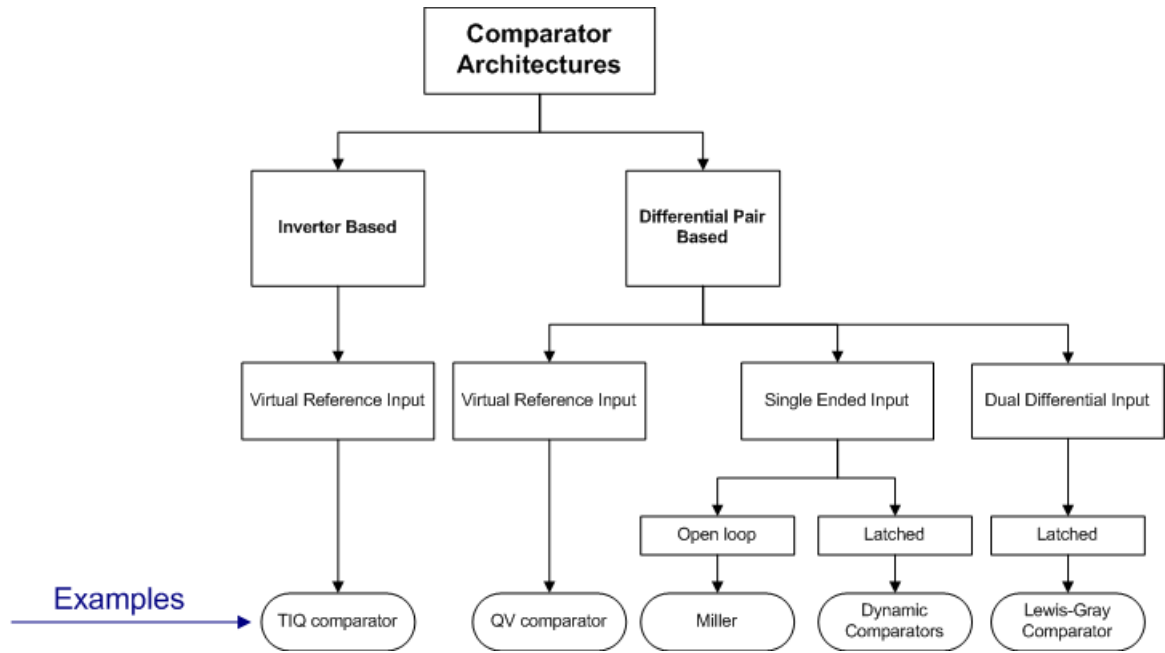 Comparator
Architectures
Inverter Based
Differential Pair
Based
Virtual Reference Input
Virtual Reference Input
Single Ended Input
Dual Differential Input
Open loop
Latched
Latched
Examples
TIQ comparator
QV comparator
Miller
Dynamic
Comparators
Lewis-Gray
Comparator